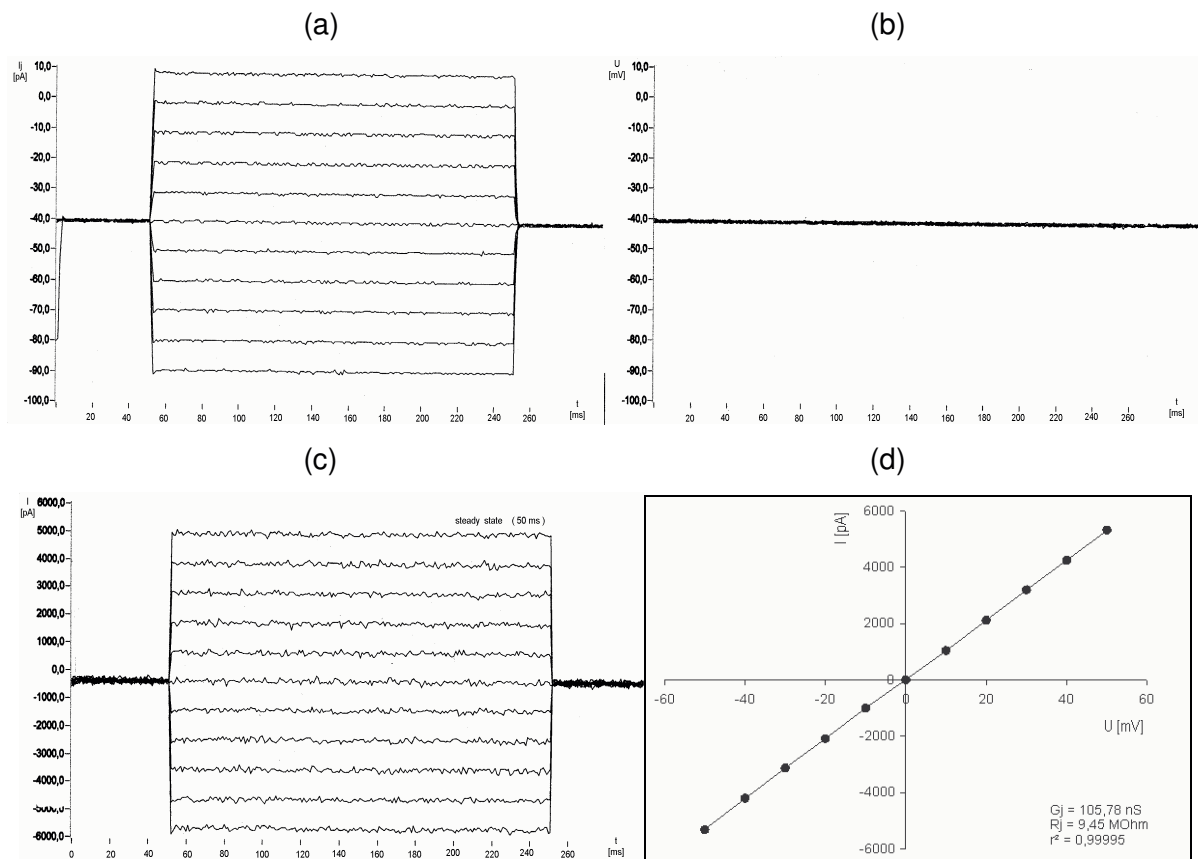 (a)
Ij
[pA]
10,0
0,0
-10,0
-20,0
-30,0
-40,0
-50,0
-60,0
-70,0
-80,0
-90,0
-100,0
20 40 60 80 100 120 140 160 180 200 220 240 260
t
[ms]
(b)
U
[mV]
10,0
0,0
-10,0
-20,0
-30,0
-40,0
-50,0
-60,0
-70,0
-80,0
-90,0
-100,0
20 40 60 80 100 120 140 160 180 200 220 240 260
t
[ms]
(c)
I
[pA]
6000,0
5000,0
4000,0
3000,0
2000,0
1000,0
0,0
-1000,0
-2000,0
-3000,0
-4000,0
-5000,0
-6000,0
steady state (50 ms)
0 20 40 60 80 100 120 140 160 180 200 220 240 260
t
[ms]
(d)
I [pA]
6000
4000
2000
0
-2000
-4000
-6000
-60 -40 -20 0 20 40 60
U [mV]
Gj = 105,78 nS
Rj = 9,45 MOhm
r² = 0,99995